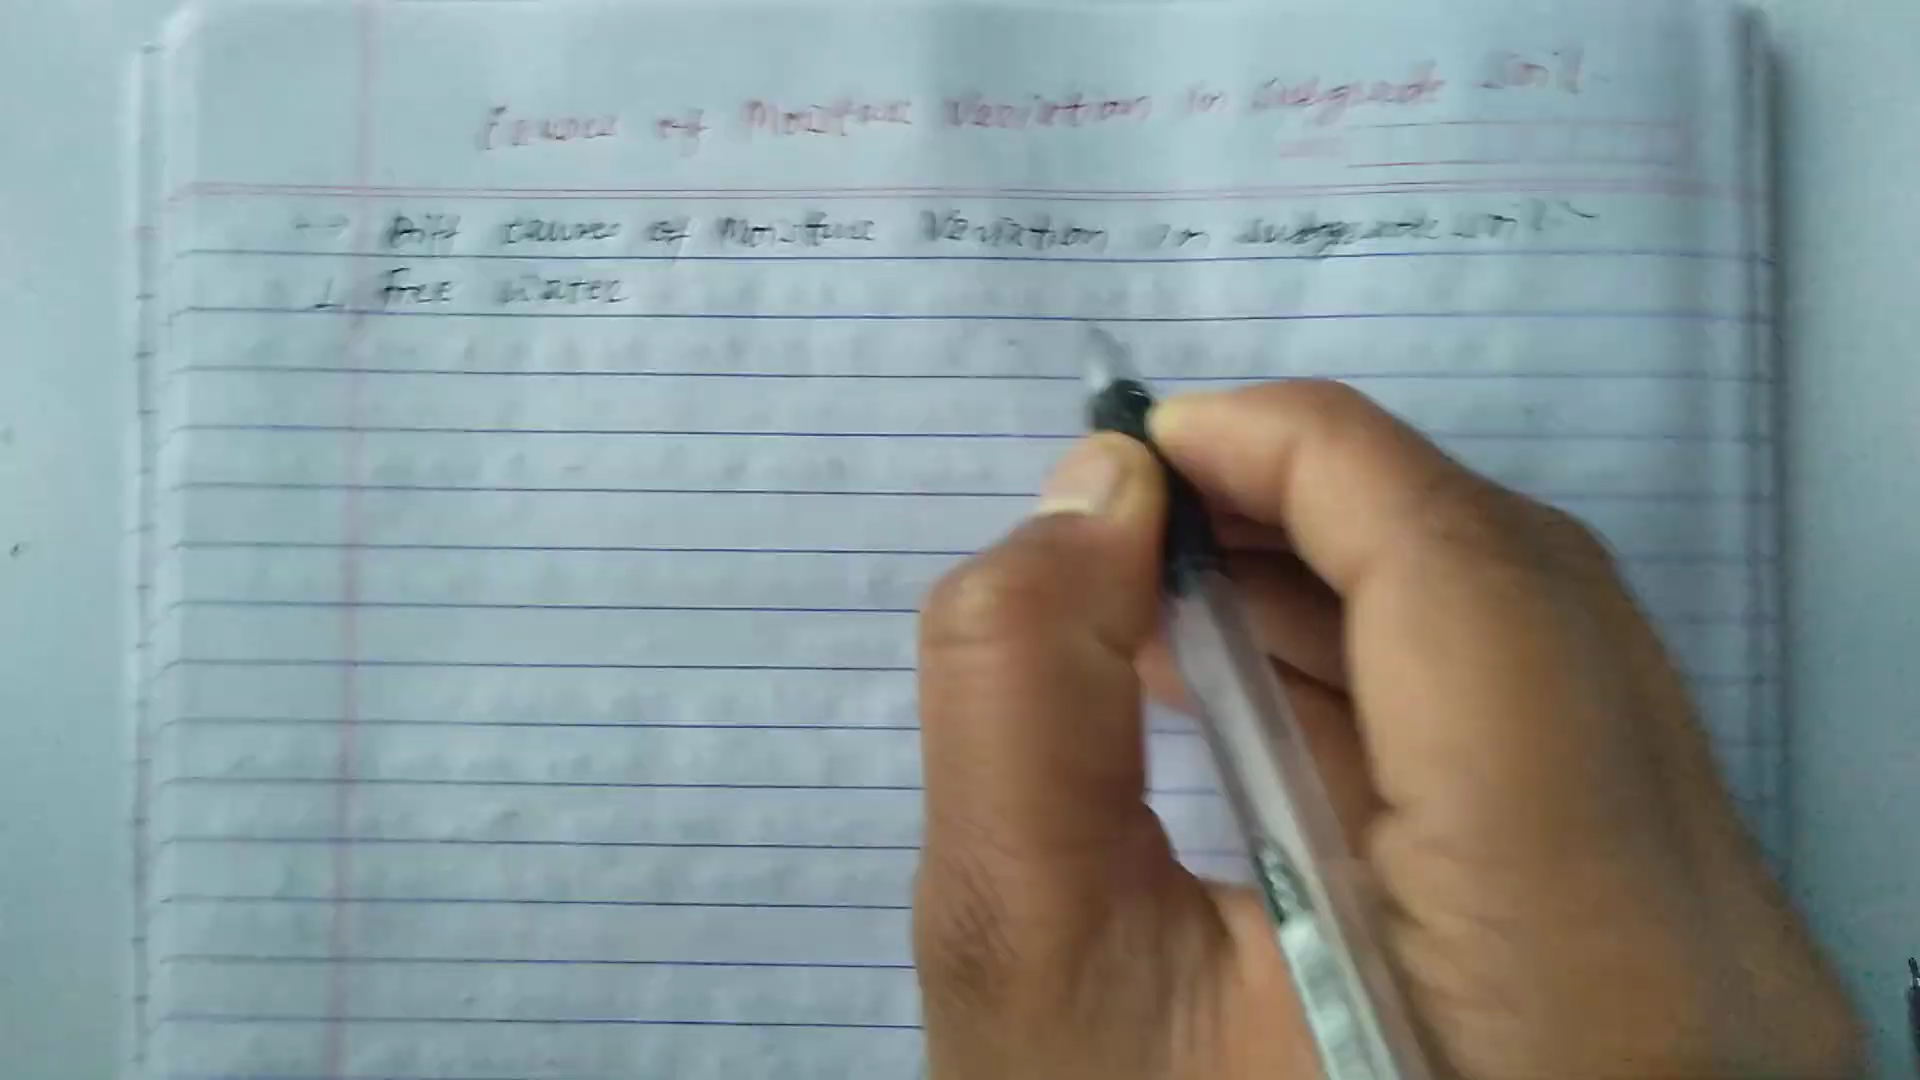 Causes of Moisture Variation in Subgrade Soil
→ Diff causes of Moisture Variation in subgrade soil :-
1. Free water